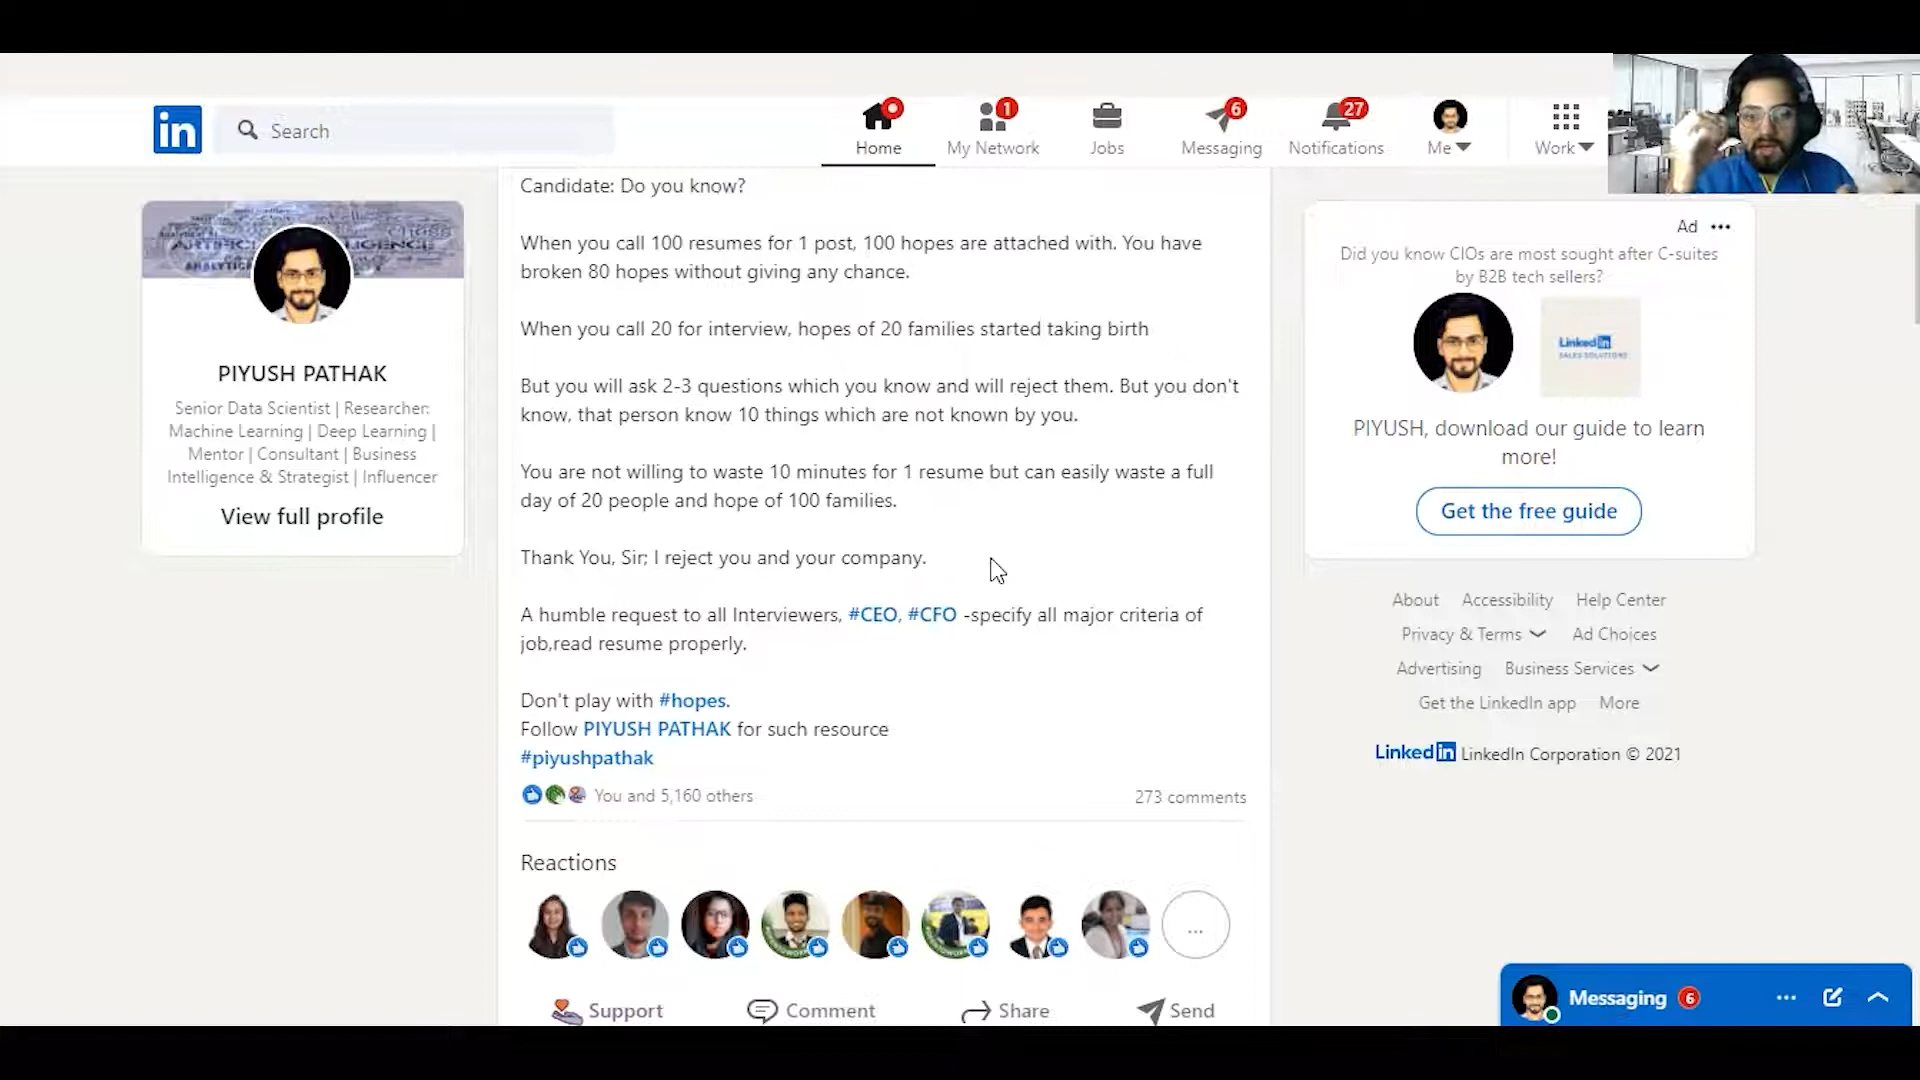 in
Search
1
6
27
Home
My Network
Jobs
Messaging
Notifications
Me
Work
PIYUSH PATHAK
Senior Data Scientist | Researcher:
Machine Learning | Deep Learning |
Mentor | Consultant | Business
Intelligence & Strategist | Influencer
View full profile
Candidate: Do you know?
When you call 100 resumes for 1 post, 100 hopes are attached with. You have
broken 80 hopes without giving any chance.
When you call 20 for interview, hopes of 20 families started taking birth
But you will ask 2-3 questions which you know and will reject them. But you don't
know, that person know 10 things which are not known by you.
You are not willing to waste 10 minutes for 1 resume but can easily waste a full
day of 20 people and hope of 100 families.
Thank You, Sir; I reject you and your company.
A humble request to all Interviewers, #CEO, #CFO -specify all major criteria of
job,read resume properly.
Don't play with #hopes.
Follow PIYUSH PATHAK for such resource
#piyushpathak
You and 5,160 others
273 comments
Reactions
...
Support
Comment
Share
Send
Ad
Did you know CIOs are most sought after C-suites
by B2B tech sellers?
Linked in
SALES SOLUTIONS
PIYUSH, download our guide to learn
more!
Get the free guide
About Accessibility Help Center
Privacy & Terms Ad Choices
Advertising Business Services
Get the LinkedIn app More
Linked in LinkedIn Corporation © 2021
Messaging 6